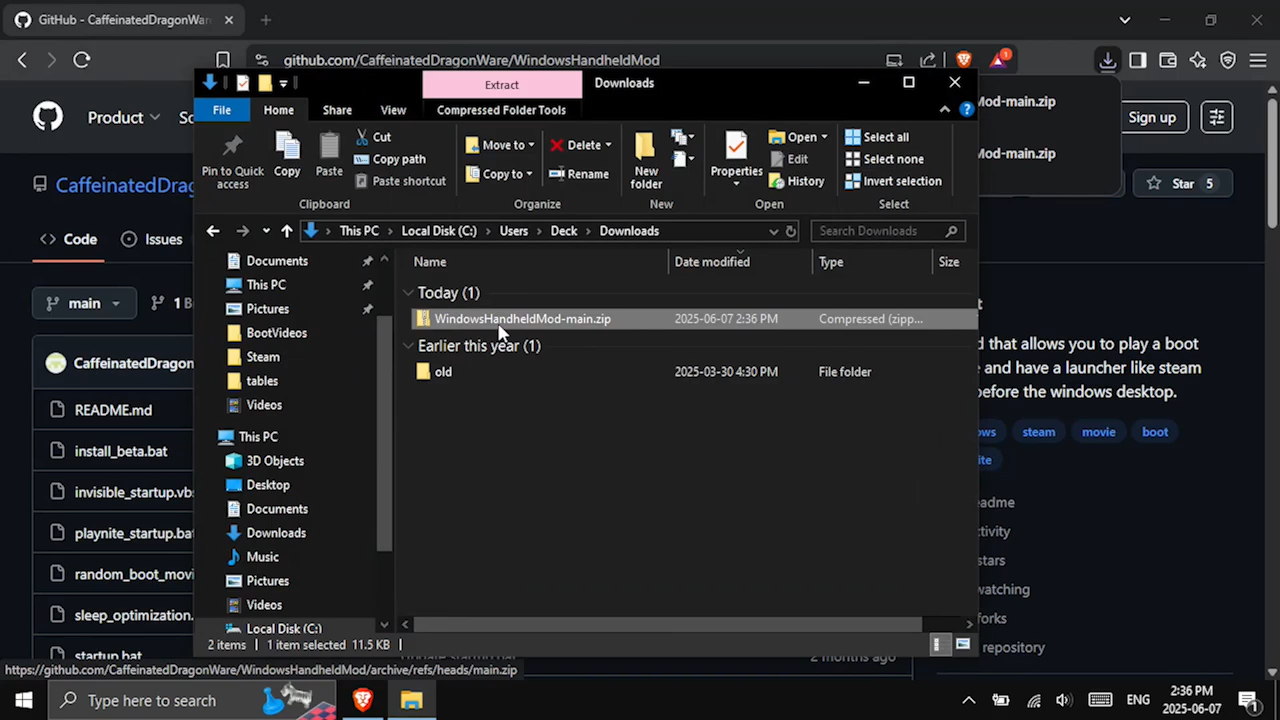 GitHub - CaffeinatedDragonWar
github.com/CaffeinatedDragonWare/WindowsHandheldMod
1
Extract
Downloads
Mod-main.zip
Mod-main.zip
File
Home
Share
View
Compressed Folder Tools
Product
Sign up
Pin to Quick access
Copy
Paste
Cut
Copy path
Paste shortcut
Clipboard
Move to
Copy to
Delete
Rename
Organize
New folder
New
Properties
Open
Edit
History
Open
Select all
Select none
Invert selection
Select
CaffeinatedDrag
Star 5
This PC
Local Disk (C:)
Users
Deck
Downloads
Search Downloads
Code
Issues
main
CaffeinatedDragonWare
README.md
install_beta.bat
invisible_startup.vbs
playnite_startup.bat
random_boot_movi
sleep_optimization.
startup.bat
Documents
This PC
Pictures
BootVideos
Steam
tables
Videos
This PC
3D Objects
Desktop
Documents
Downloads
Music
Pictures
Videos
Local Disk (C:)
Name
Date modified
Type
Size
Today (1)
WindowsHandheldMod-main.zip
2025-06-07 2:36 PM
Compressed (zipp...
Earlier this year (1)
old
2025-03-30 4:30 PM
File folder
that allows you to play a boot
and have a launcher like steam
before the windows desktop.
steam
movie
boot
2 items
1 item selected 11.5 KB
2 months ago
https://github.com/CaffeinatedDragonWare/WindowsHandheldMod/archive/refs/heads/main.zip
Type here to search
ENG
2:36 PM
2025-06-07
1